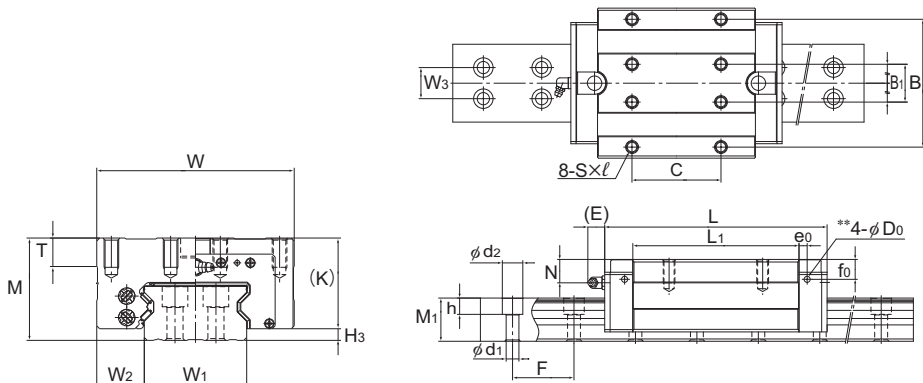 W₃
B₁
B
8-S×ℓ
C
W
T
M
(K)
H₃
W₂
W₁
(E)
L
L₁
e₀
**4-φD₀
φd₂
N
f₀
h
M₁
φd₁
F